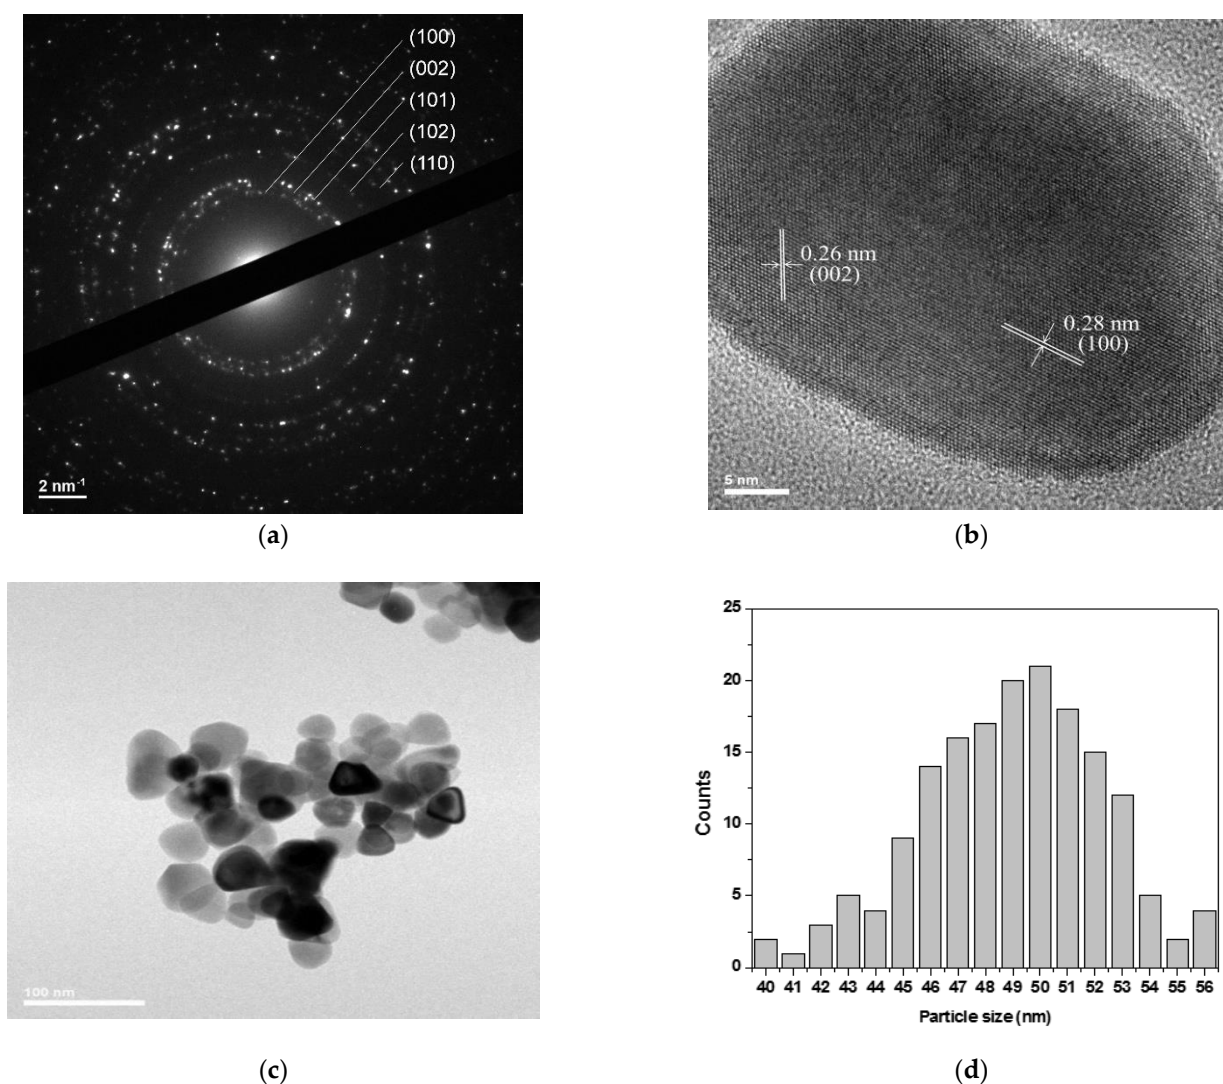 (100)
(002)
(101)
(102)
(110)
2 nm-1
(a)
0.26 nm
(002)
0.28 nm
(100)
5 nm
(b)
100 nm
(c)
25
20
15
10
5
0
Counts
40 41 42 43 44 45 46 47 48 49 50 51 52 53 54 55 56
Particle size (nm)
(d)